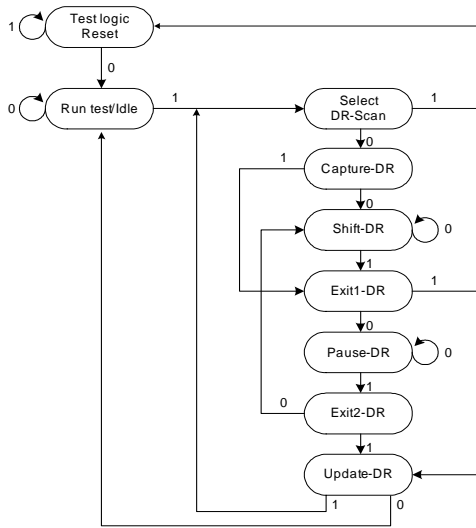 Test logic
Reset
1
0
Run test/Idle
0
1
Select
DR-Scan
1
0
Capture-DR
1
0
Shift-DR
0
1
Exit1-DR
1
0
Pause-DR
0
1
Exit2-DR
0
1
Update-DR
1
0